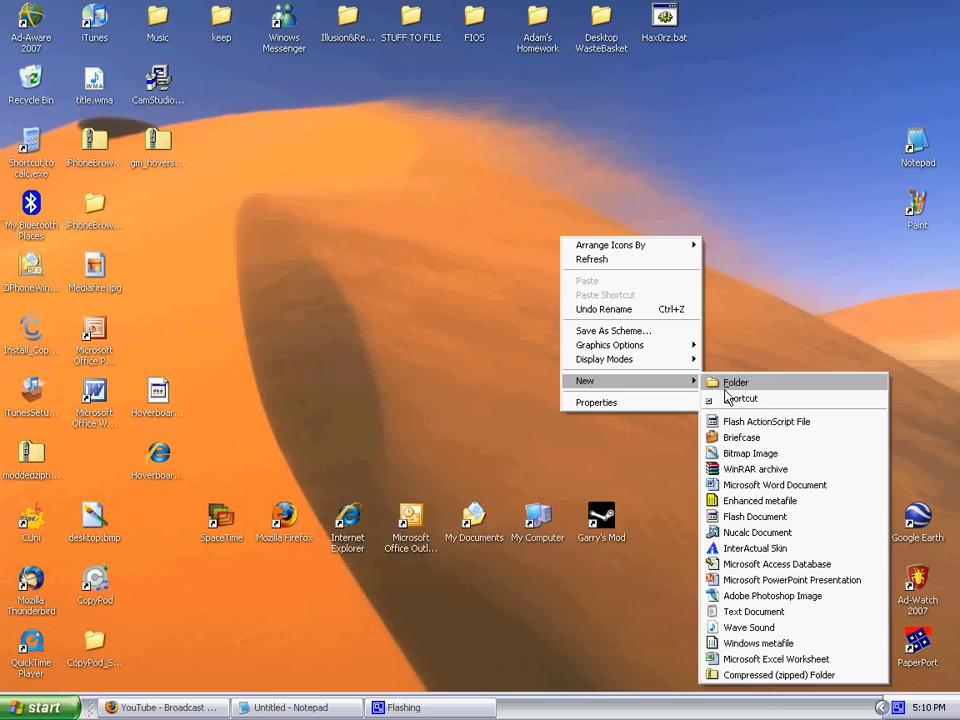 Ad-Aware
2007
iTunes
Music
keep
Winows
Messenger
Illusion&Re...
STUFF TO FILE
FIOS
Adam's
Homework
Desktop
WasteBasket
Hax0rz.bat
Recycle Bin
title.wma
CamStudio...
Shortcut to
calc.exe
iPhoneBrow...
gm_hovers...
Notepad
My Bluetooth
Places
iPhoneBrow...
Paint
ZiPhoneWin...
Mediafire.jpg
Install_Cop...
Microsoft
Office P...
iTunesSetu...
Microsoft
Office W...
Hoverboar...
moddedziph...
Hoverboar...
CUni
desktop.bmp
SpaceTime
Mozilla Firefox
Internet
Explorer
Microsoft
Office Outl...
My Documents
My Computer
Garry's Mod
Google Earth
Mozilla
Thunderbird
CopyPod
Ad-Watch
2007
QuickTime
Player
CopyPod_S...
PaperPort
Arrange Icons By
Refresh
Paste
Paste Shortcut
Undo Rename Ctrl+Z
Save As Scheme...
Graphics Options
Display Modes
New
Properties
Folder
ortcut
Flash ActionScript File
Briefcase
Bitmap Image
WinRAR archive
Microsoft Word Document
Enhanced metafile
Flash Document
Nucalc Document
InterActual Skin
Microsoft Access Database
Microsoft PowerPoint Presentation
Adobe Photoshop Image
Text Document
Wave Sound
Windows metafile
Microsoft Excel Worksheet
Compressed (zipped) Folder
start
YouTube - Broadcast ...
Untitled - Notepad
Flashing
5:10 PM